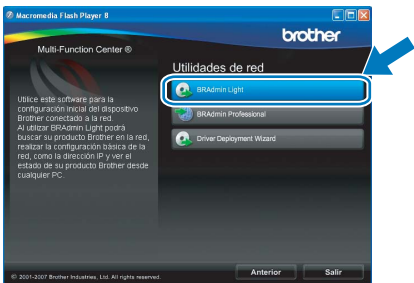 Macromedia Flash Player 8
brother
Multi-Function Center ®
Utilidades de red
BRAdmin Light
BRAdmin Professional
Driver Deployment Wizard
Utilice este software para la
configuración inicial del dispositivo
Brother conectado a la red.
Al utilizar BRAdmin Light podrá
buscar su producto Brother en la red,
realizar la configuración básica de la
red, como la dirección IP y ver el
estado de su producto Brother desde
cualquier PC.
© 2001-2007 Brother Industries, Ltd. All rights reserved.
Anterior
Salir